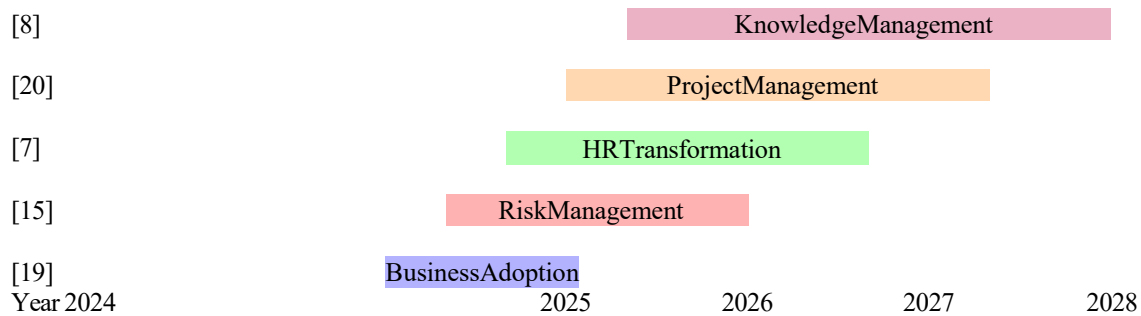 [8] KnowledgeManagement
[20] ProjectManagement
[7] HRTransformation
[15] RiskManagement
[19] BusinessAdoption
Year 2024 2025 2026 2027 2028